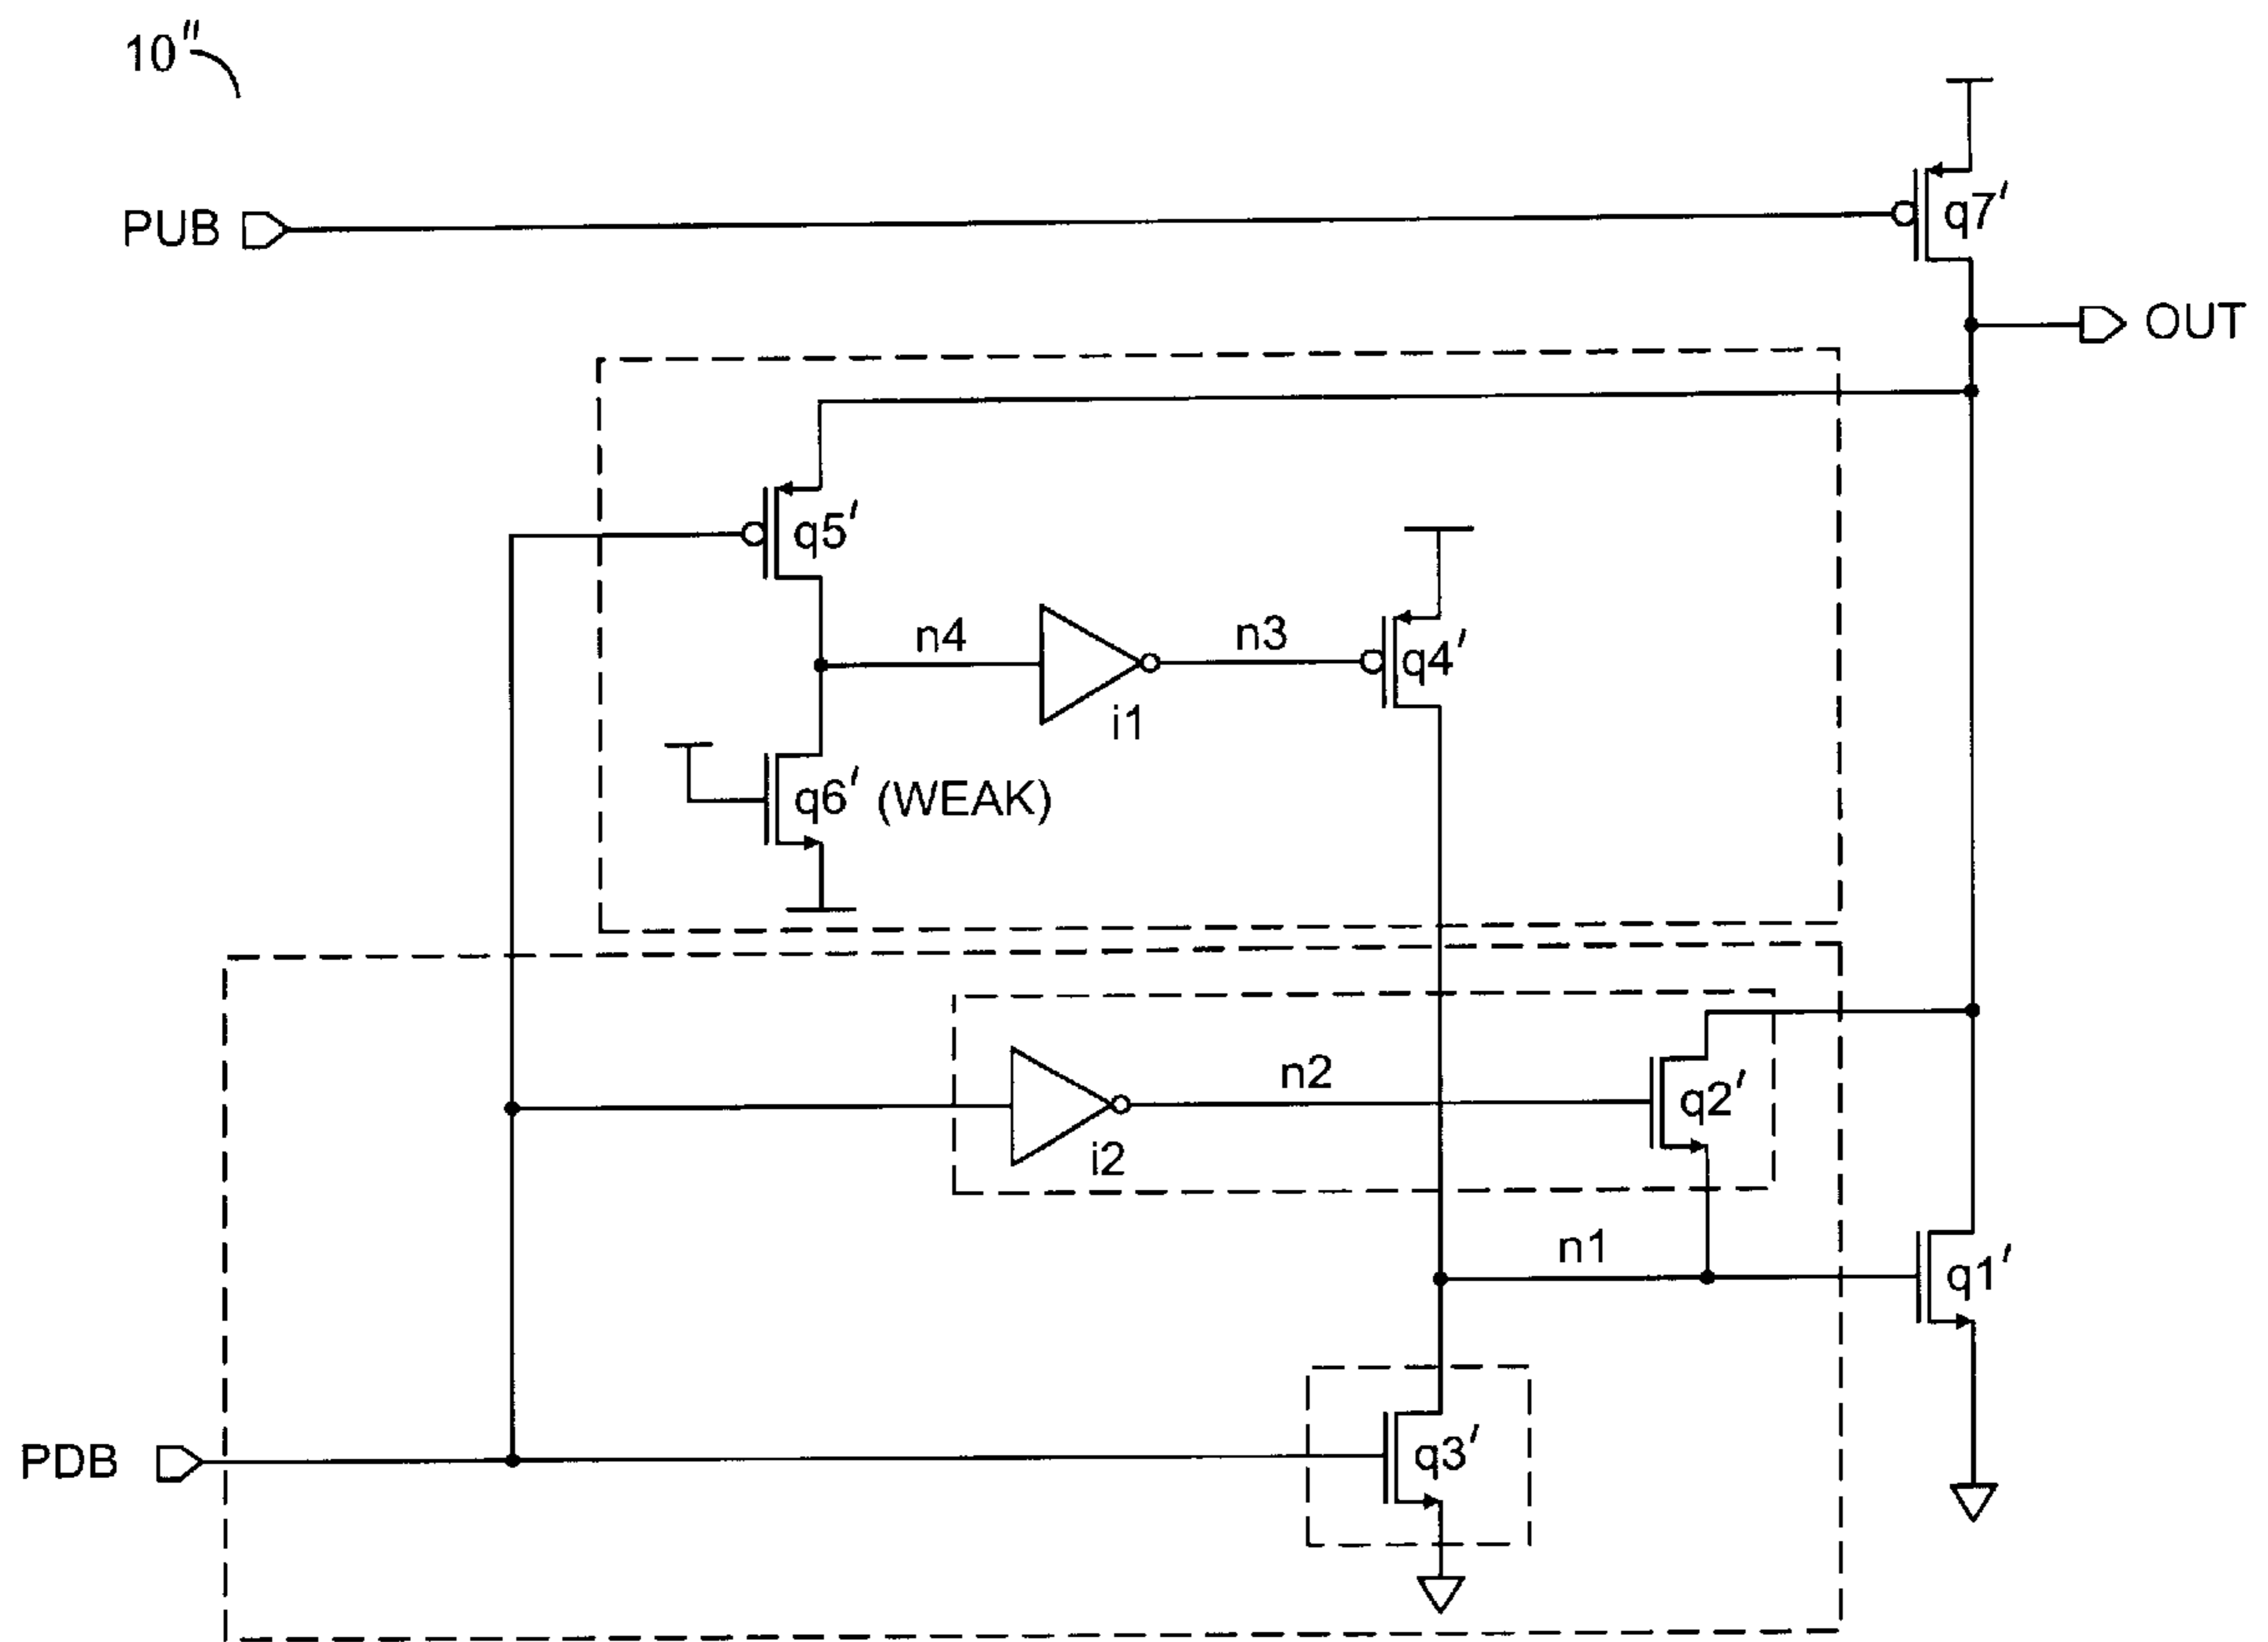 10"
PUB
q7'
OUT
q5'
n4
n3
q4'
i1
q6' (WEAK)
n2
q2'
i2
n1
q1'
PDB
q3'